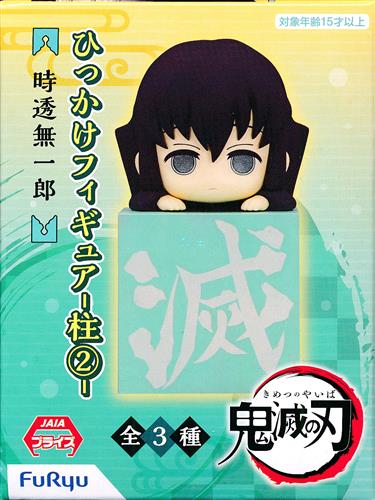 対象年齢15才以上
ひっかけフィギュアー柱②ー
時透無一郎
滅
きめつのやいば
鬼滅の刃
JAIA
プライズ
全3種
FuRyu